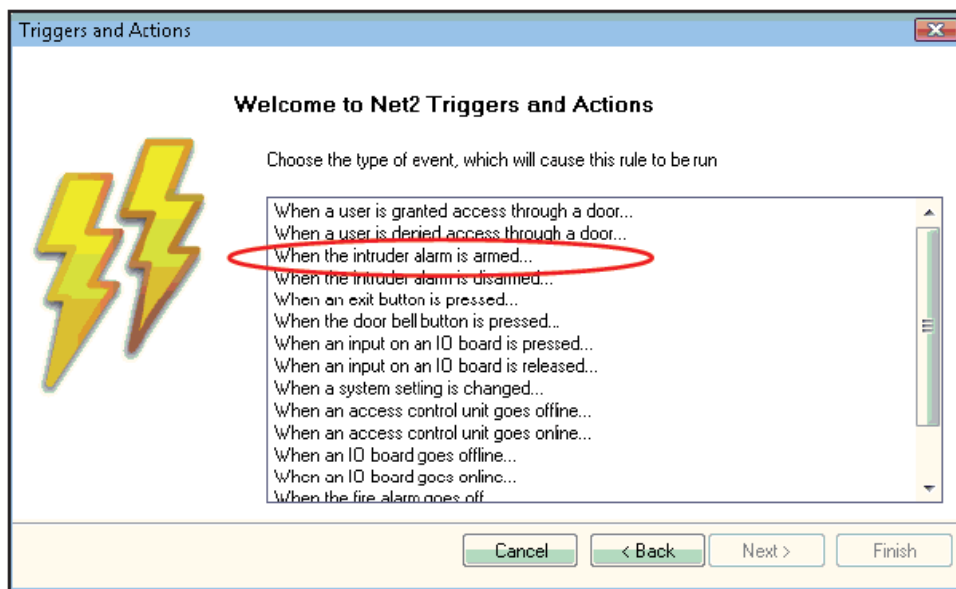 Triggers and Actions
Welcome to Net2 Triggers and Actions
Choose the type of event, which will cause this rule to be run
When a user is granted access through a door...
When a user is denied access through a door...
When the intruder alarm is armed...
When the intruder alarm is disarmed...
When an exit button is pressed...
When the door bell button is pressed...
When an input on an IO board is pressed...
When an input on an IO board is released...
When a system setting is changed...
When an access control unit goes offline...
When an access control unit goes online...
When an IO board goes offline...
When an IO board goes online...
When the fire alarm goes off
Cancel
< Back
Next >
Finish